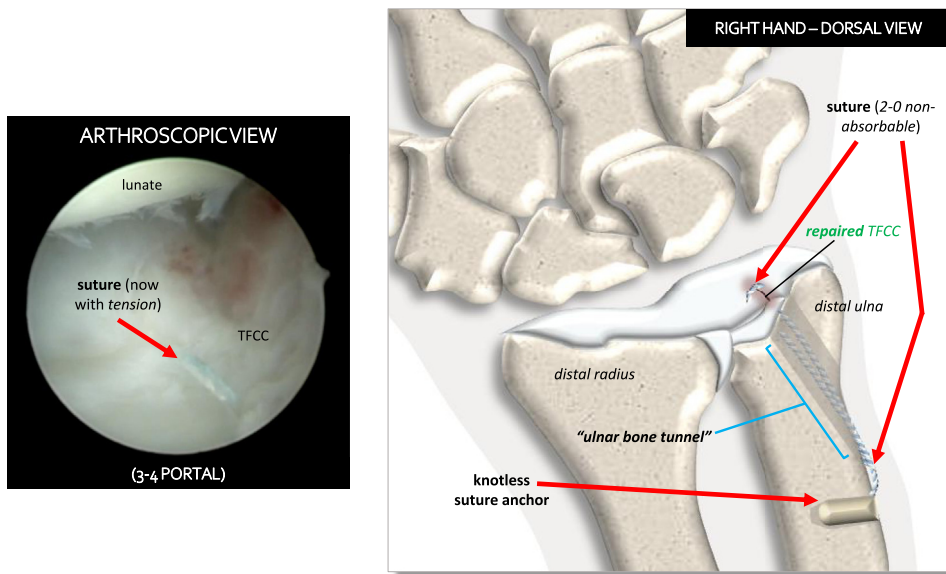 ARTHROSCOPIC VIEW
lunate
suture (now
with tension)
TFCC
(3-4 PORTAL)
RIGHT HAND – DORSAL VIEW
suture (2-0 non-
absorbable)
repaired TFCC
distal ulna
distal radius
“ulnar bone tunnel”
knotless
suture anchor